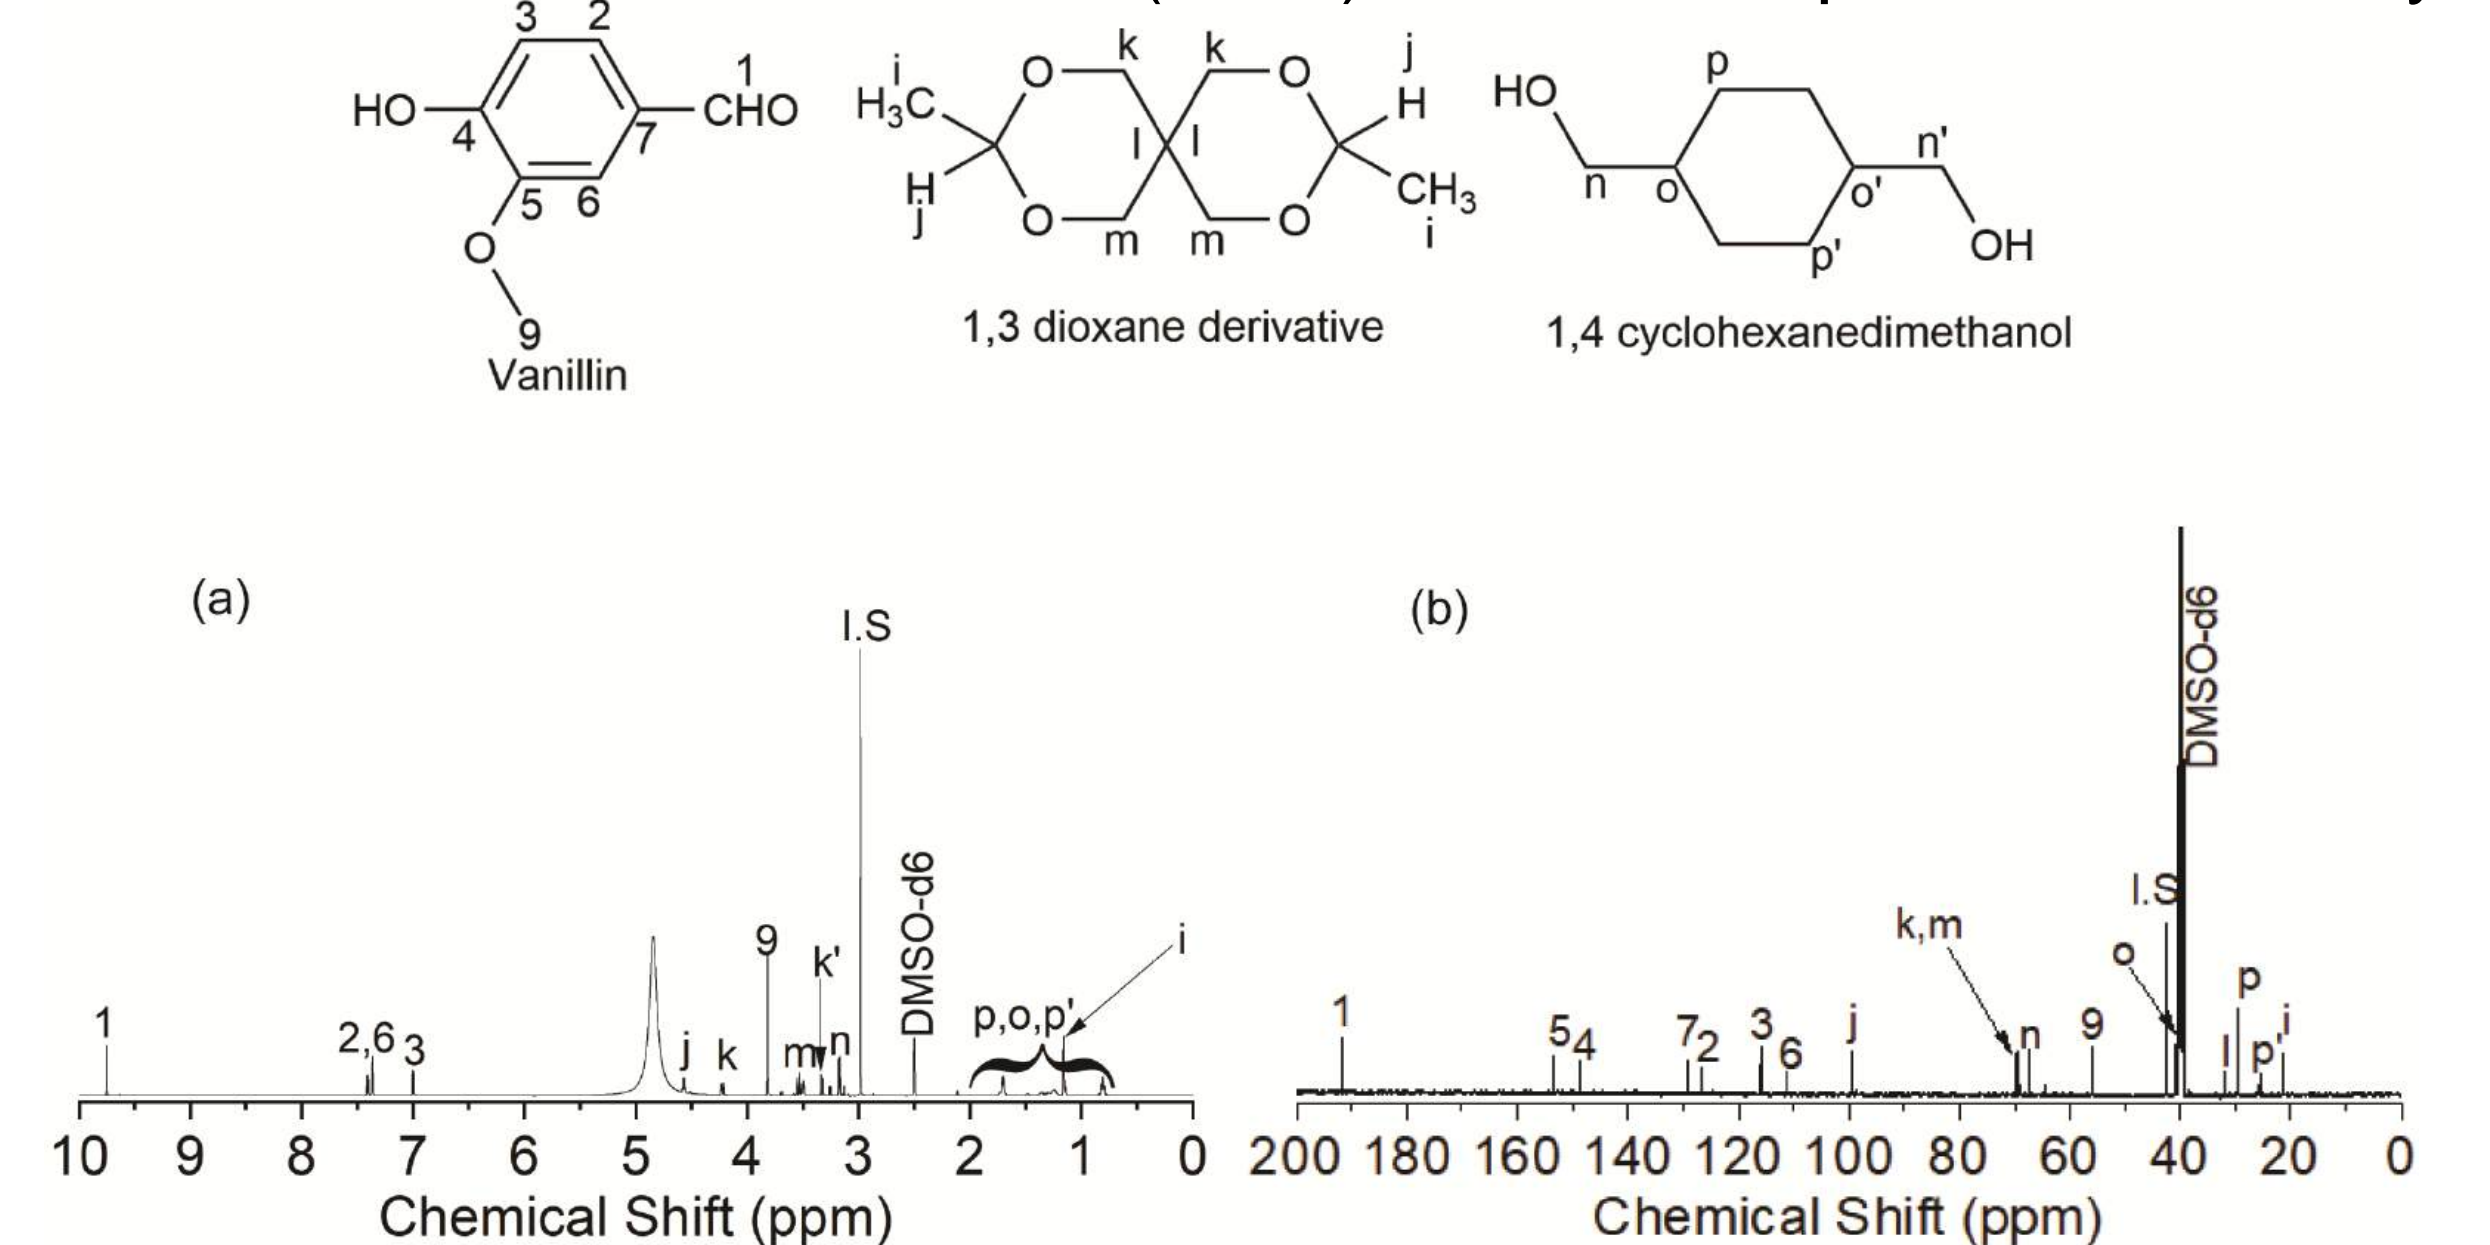 3 2
1
HO
CHO
4
7
5 6
O
9
Vanillin
i
H3C
O
k k
O
j
H
l l
H
j
O
m m
O
CH3
i
1,3 dioxane derivative
HO
p
n'
n
o
o'
p'
OH
1,4 cyclohexanedimethanol
(a)
I.S
DMSO-d6
9
k'
i
1
2,6
3
j
k
m
n
p,o,p'
10 9 8 7 6 5 4 3 2 1 0
Chemical Shift (ppm)
(b)
DMSO-d6
I.S
k,m
o
p
1
5
4
7
2
3
6
j
n
9
l
p'
i
200 180 160 140 120 100 80 60 40 20 0
Chemical Shift (ppm)